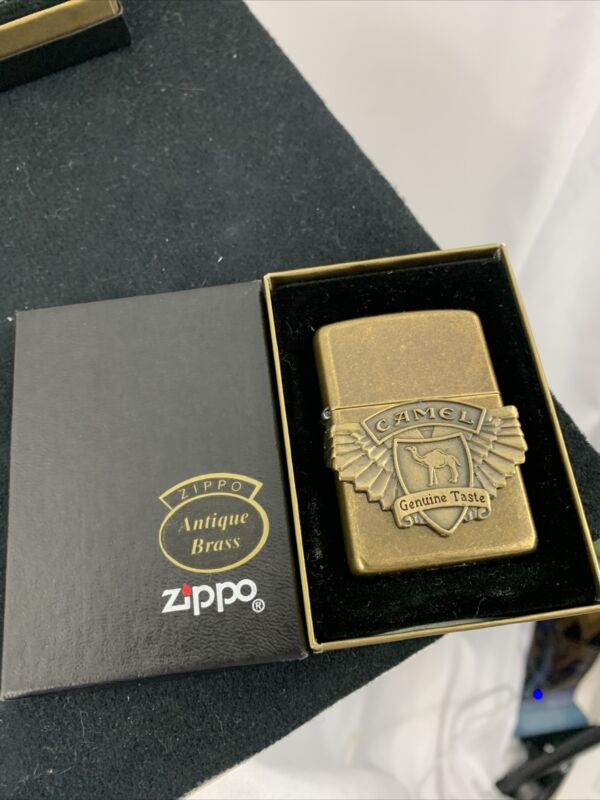 ZIPPO
Antique
Brass
zippo®
CAMEL
Genuine Taste